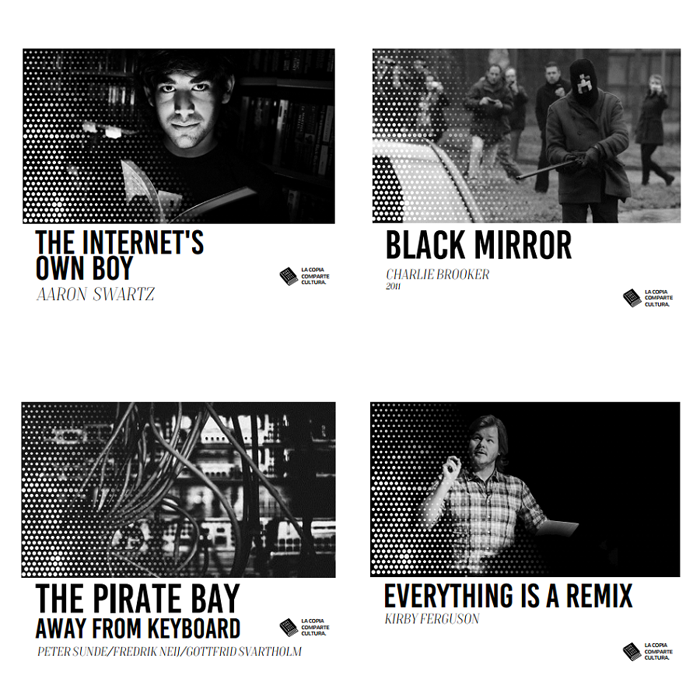 THE INTERNET'S
OWN BOY
AARON SWARTZ
LA COPIA
COMPARTE
CULTURA.
BLACK MIRROR
CHARLIE BROOKER
2011
LA COPIA
COMPARTE
CULTURA.
THE PIRATE BAY
AWAY FROM KEYBOARD
PETER SUNDE/FREDRIK NEIJ/GOTTFRID SVARTHOLM
LA COPIA
COMPARTE
CULTURA.
EVERYTHING IS A REMIX
KIRBY FERGUSON
LA COPIA
COMPARTE
CULTURA.